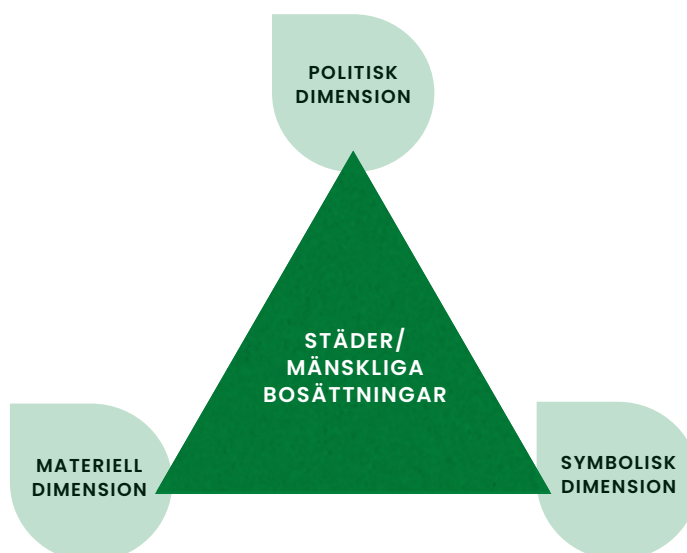 POLITISK
DIMENSION
STÄDER/
MÄNSKLIGA
BOSÄTTNINGAR
MATERIELL
DIMENSION
SYMBOLISK
DIMENSION